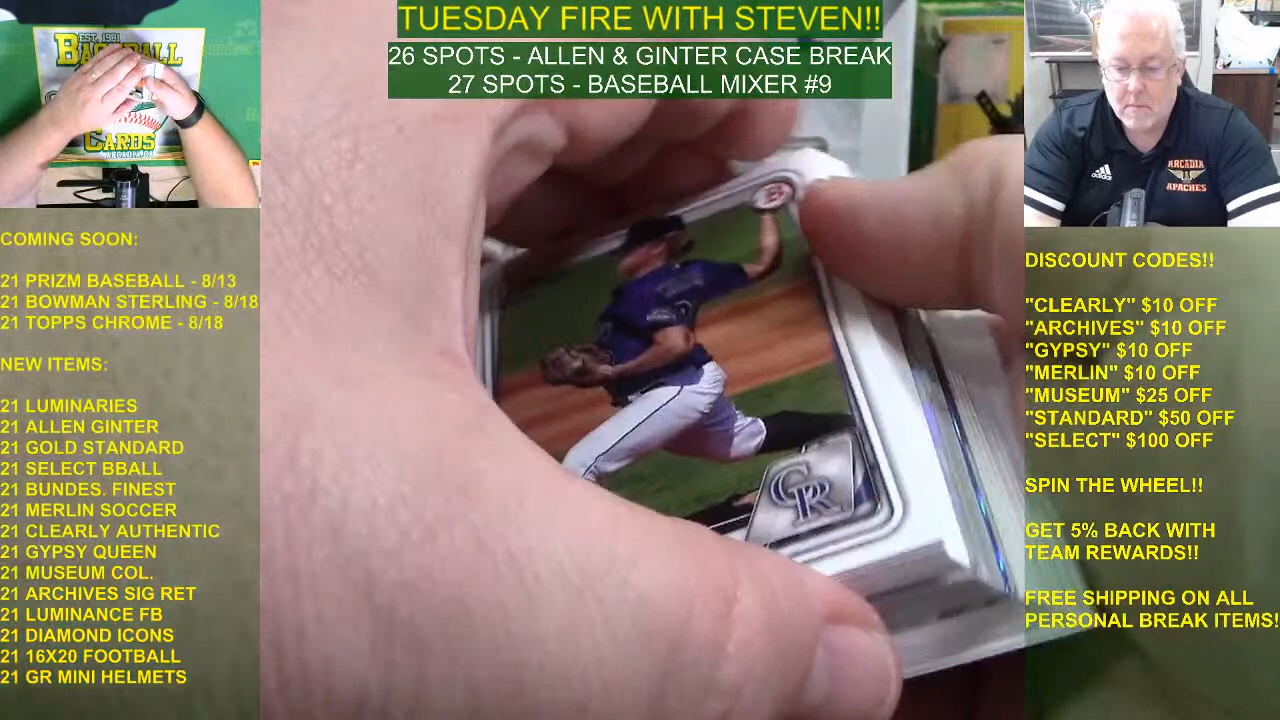 TUESDAY FIRE WITH STEVEN!!
26 SPOTS - ALLEN & GINTER CASE BREAK
27 SPOTS - BASEBALL MIXER #9
EST. 1981
BASEBALL
CARDS
ARCADIA, CA
COMING SOON:
21 PRIZM BASEBALL - 8/13
21 BOWMAN STERLING - 8/18
21 TOPPS CHROME - 8/18
NEW ITEMS:
21 LUMINARIES
21 ALLEN GINTER
21 GOLD STANDARD
21 SELECT BBALL
21 BUNDES. FINEST
21 MERLIN SOCCER
21 CLEARLY AUTHENTIC
21 GYPSY QUEEN
21 MUSEUM COL.
21 ARCHIVES SIG RET
21 LUMINANCE FB
21 DIAMOND ICONS
21 16X20 FOOTBALL
21 GR MINI HELMETS
CR
adidas
ARCADIA
APACHES
DISCOUNT CODES!!
"CLEARLY" $10 OFF
"ARCHIVES" $10 OFF
"GYPSY" $10 OFF
"MERLIN" $10 OFF
"MUSEUM" $25 OFF
"STANDARD" $50 OFF
"SELECT" $100 OFF
SPIN THE WHEEL!!
GET 5% BACK WITH
TEAM REWARDS!!
FREE SHIPPING ON ALL
PERSONAL BREAK ITEMS!